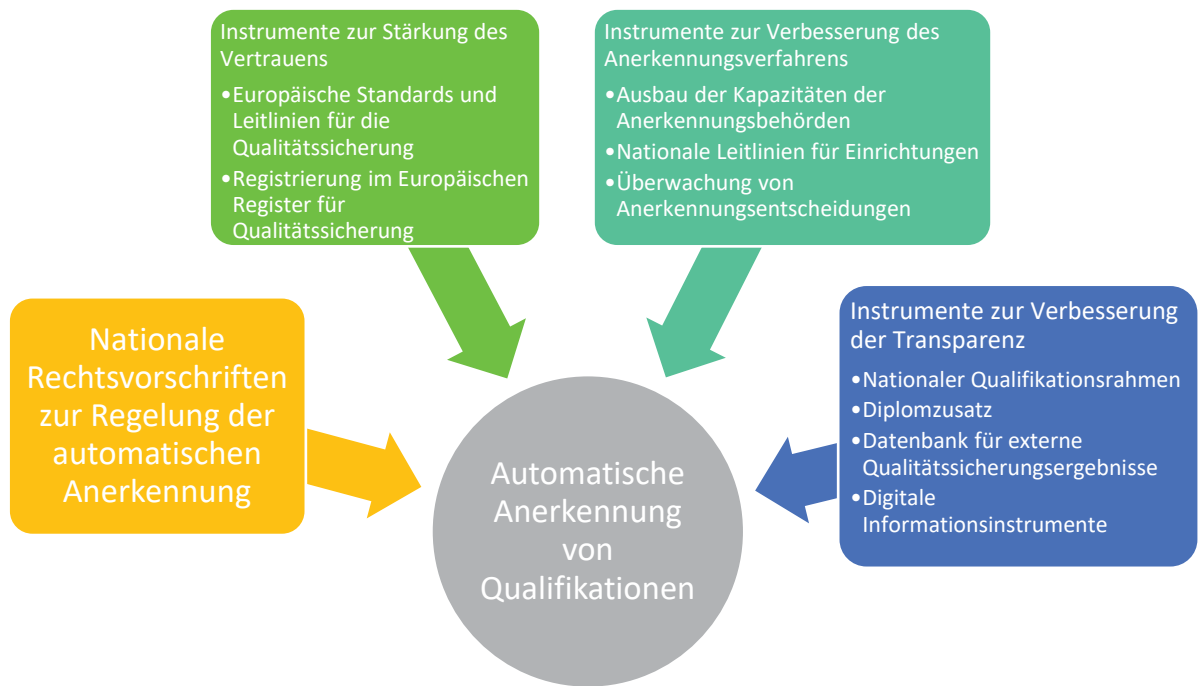 Instrumente zur Stärkung des
Vertrauens
•Europäische Standards und
Leitlinien für die
Qualitätssicherung
•Registrierung im Europäischen
Register für
Qualitätssicherung
Instrumente zur Verbesserung des
Anerkennungsverfahrens
•Ausbau der Kapazitäten der
Anerkennungsbehörden
•Nationale Leitlinien für Einrichtungen
•Überwachung von
Anerkennungsentscheidungen
Nationale
Rechtsvorschriften
zur Regelung der
automatischen
Anerkennung
Instrumente zur Verbesserung
der Transparenz
•Nationaler Qualifikationsrahmen
•Diplomzusatz
•Datenbank für externe
Qualitätssicherungsergebnisse
•Digitale
Informationsinstrumente
Automatische
Anerkennung
von
Qualifikationen